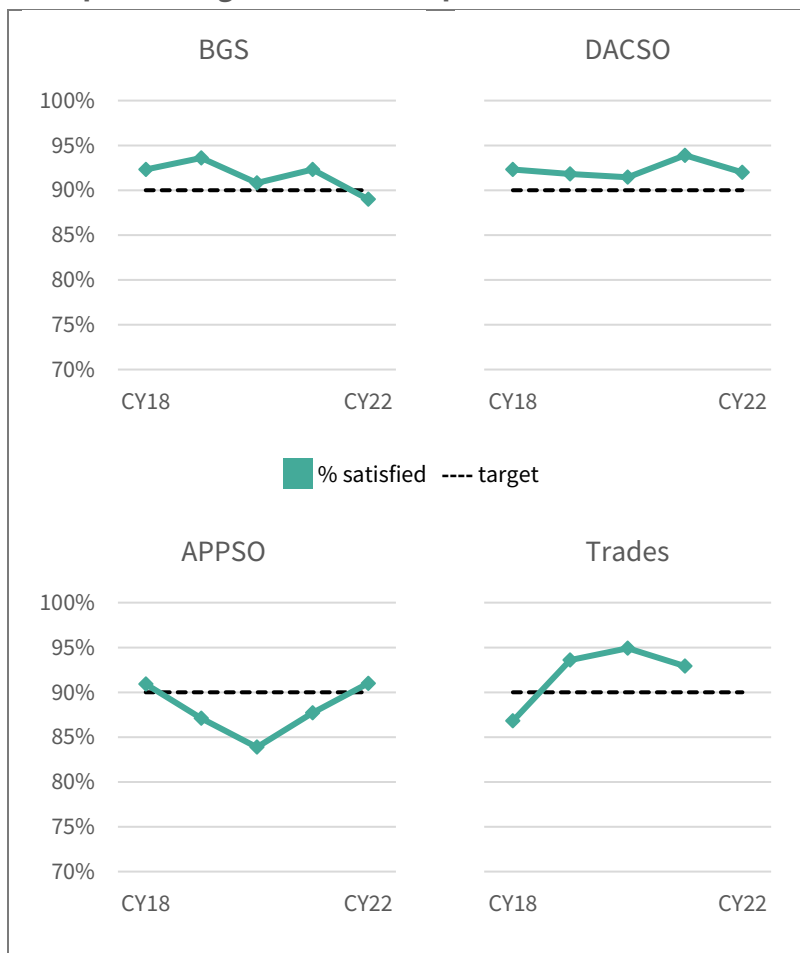 BGS
DACSO
100%
95%
90%
85%
80%
75%
70%
CY18
CY22
CY18
CY22
% satisfied ---- target
APPSO
Trades
100%
95%
90%
85%
80%
75%
70%
CY18
CY22
CY18
CY22